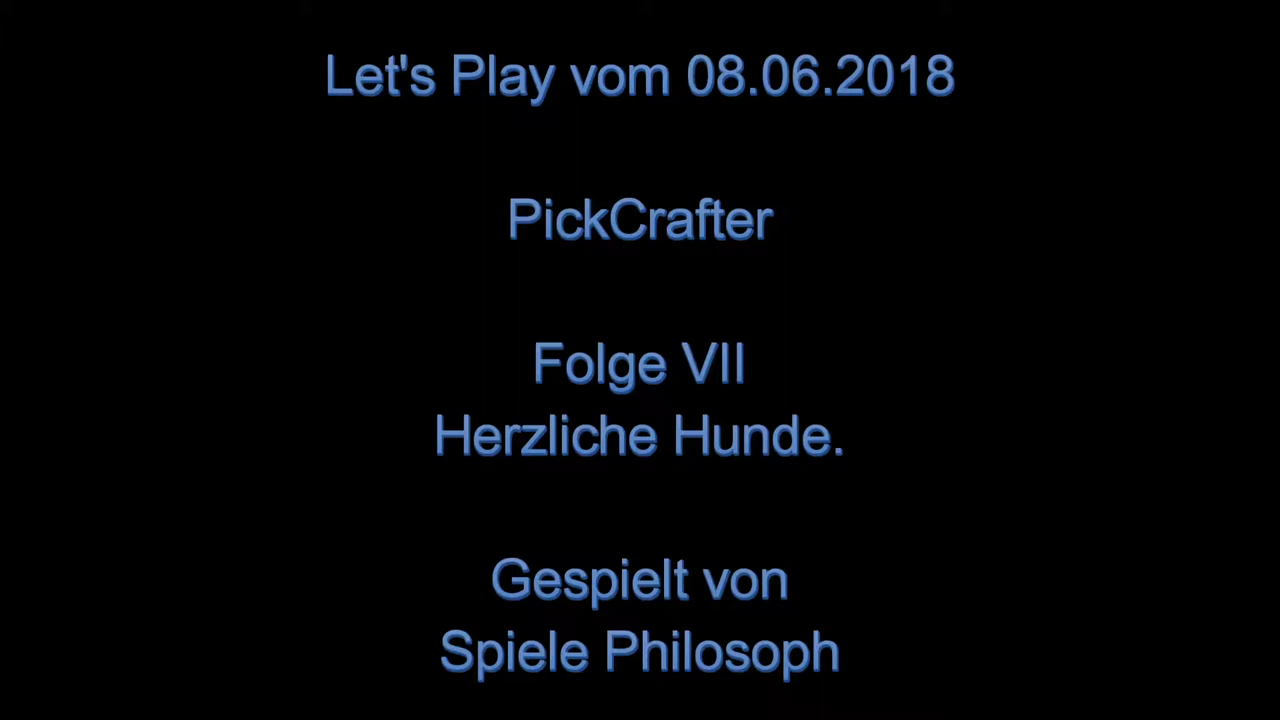 Let's Play vom 08.06.2018
PickCrafter
Folge VII
Herzliche Hunde.
Gespielt von
Spiele Philosoph